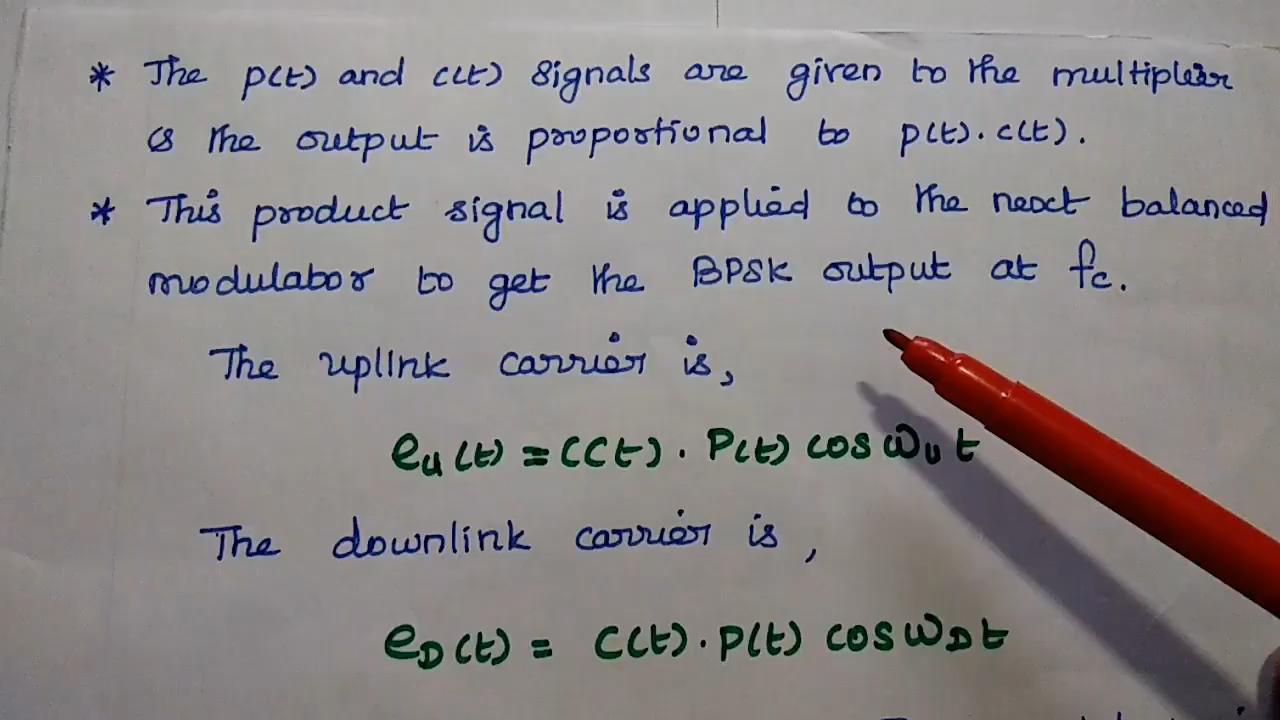 * The p(t) and c(t) signals are given to the multiplier
& the output is proportional to p(t).c(t).
* This product signal is applied to the next balanced
modulator to get the BPSK output at fc.
The uplink carrier is,
eU(t) = C(t) . P(t) cos ωU t
The downlink carrier is,
eD(t) = C(t) . P(t) cos ωD t